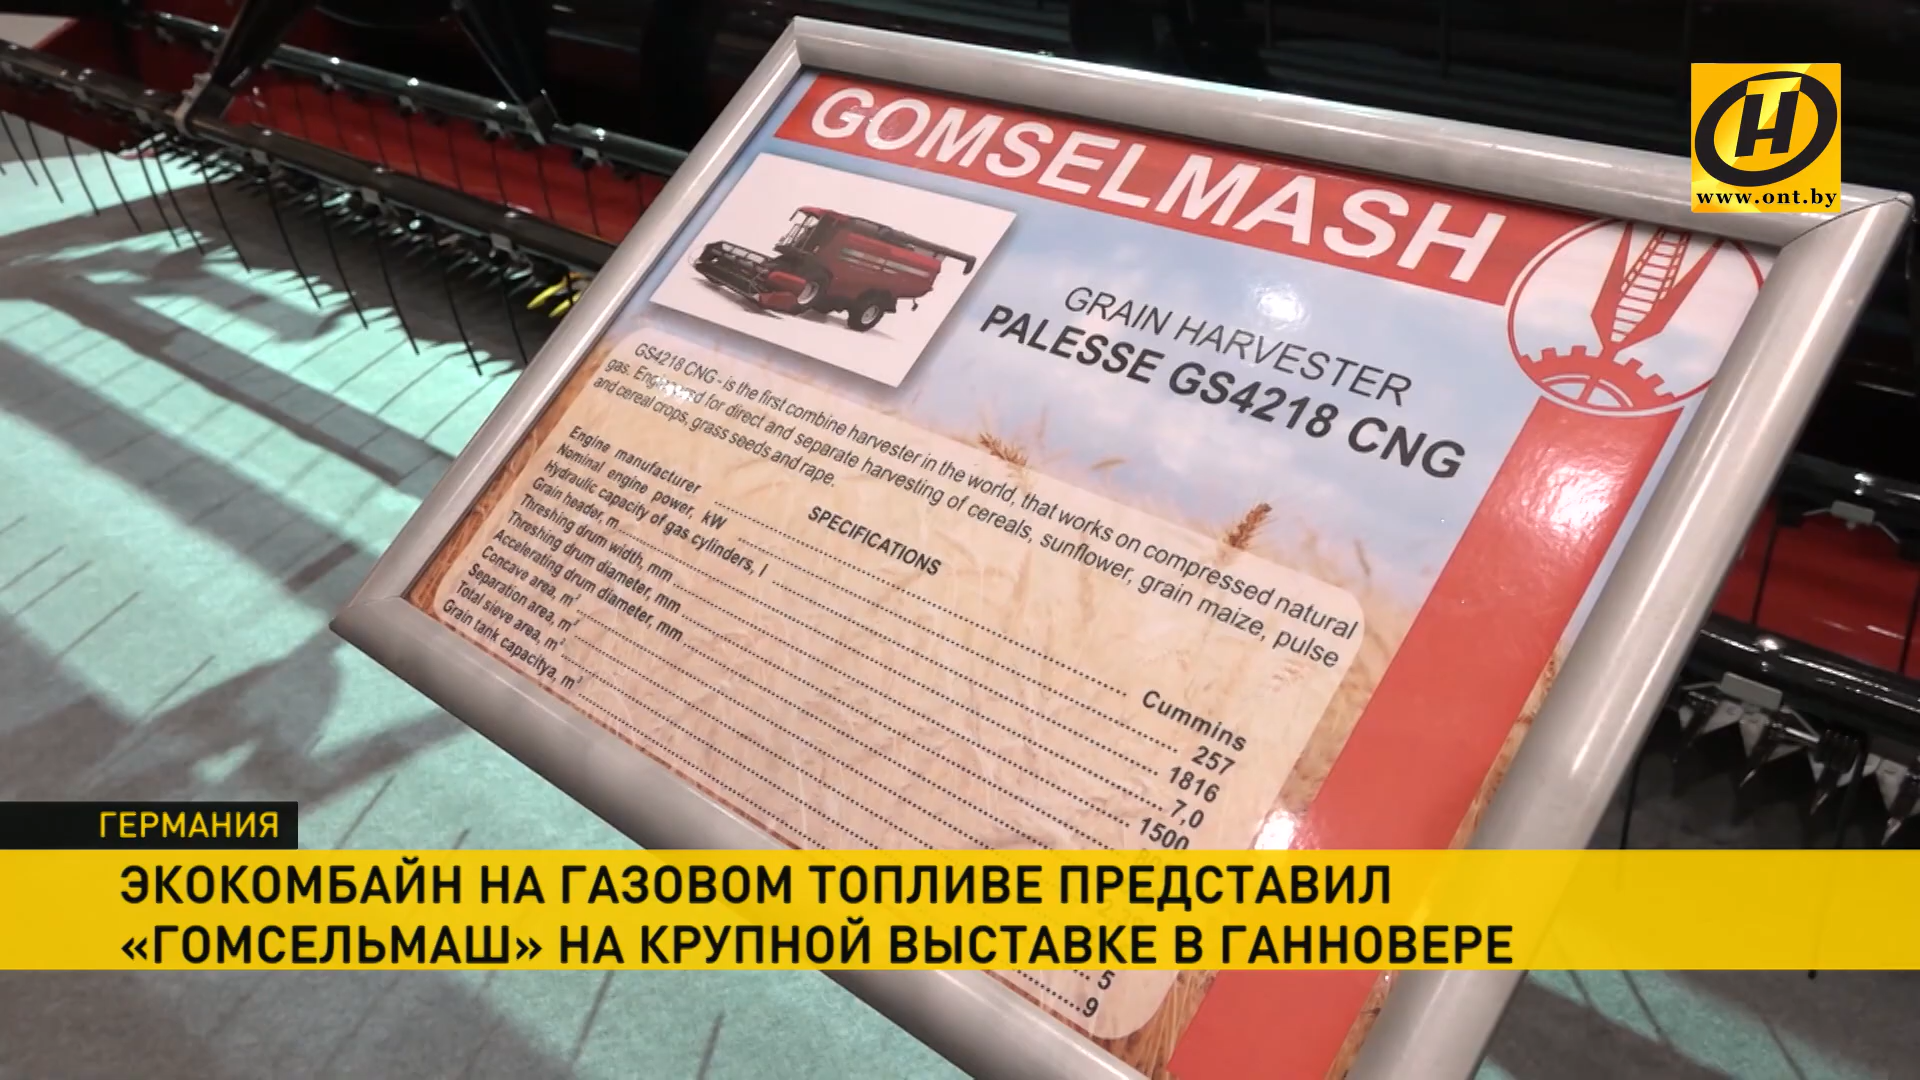 GOMSELMASH
GRAIN HARVESTER
PALESSE GS4218 CNG
GS4218 CNG - is the first combine harvester in the world, that works on compressed natural
gas. Engineered for direct and separate harvesting of cereals, sunflower, grain maize, pulse
and cereal crops, grass seeds and rape.
SPECIFICATIONS
Engine manufacturer Cummins
Nominal engine power, kW 257
Hydraulic capacity of gas cylinders, l 1816
Grain header, m 7,0
Threshing drum width, mm 1500
Threshing drum diameter, mm
Accelerating drum diameter, mm
Concave area, m²
Separation area, m²
Total sieve area, m² 5
Grain tank capacitya, m³ 9
Н
www.ont.by
ГЕРМАНИЯ
ЭКОКОМБАЙН НА ГАЗОВОМ ТОПЛИВЕ ПРЕДСТАВИЛ
«ГОМСЕЛЬМАШ» НА КРУПНОЙ ВЫСТАВКЕ В ГАННОВЕРЕ